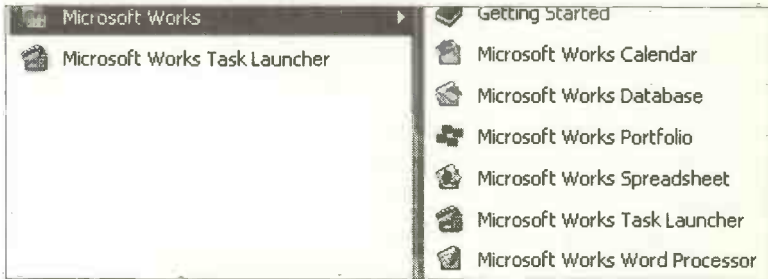 Microsoft Works
Microsoft Works Task Launcher
Getting Started
Microsoft Works Calendar
Microsoft Works Database
Microsoft Works Portfolio
Microsoft Works Spreadsheet
Microsoft Works Task Launcher
Microsoft Works Word Processor